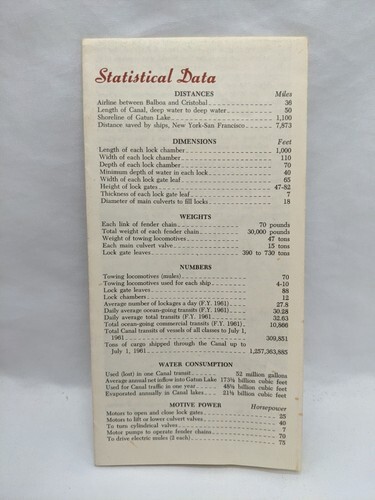 Statistical Data
DISTANCES Miles
Airline between Balboa and Cristobal 36
Length of Canal, deep water to deep water 50
Shoreline of Gatun Lake 1,100
Distance saved by ships, New York-San Francisco 7,873
DIMENSIONS Feet
Length of each lock chamber 1,000
Width of each lock chamber 110
Depth of each lock chamber 70
Minimum depth of water in each lock 40
Width of each lock gate leaf 65
Height of lock gates 47-82
Thickness of each lock gate leaf 7
Diameter of main culverts to fill locks 18
WEIGHTS
Each link of fender chain 70 pounds
Total weight of each fender chain 30,000 pounds
Weight of towing locomotives 47 tons
Each main culvert valve 15 tons
Lock gate leaves 390 to 730 tons
NUMBERS
Towing locomotives (mules) 70
Towing locomotives used for each ship 4-10
Lock gate leaves 88
Lock chambers 12
Average number of lockages a day (F.Y. 1961) 27.8
Daily average ocean-going transits (F.Y. 1961) 30.28
Daily average total transits (F.Y. 1961) 32.63
Total ocean-going commercial transits (F.Y. 1961) 10,866
Total Canal transits of vessels of all classes to July 1,
1961 309,851
Tons of cargo shipped through the Canal up to
July 1, 1961 1,257,363,885
WATER CONSUMPTION
Used (lost) in one Canal transit 52 million gallons
Average annual net inflow into Gatun Lake 173¾ billion cubic feet
Used for Canal traffic in one year billion cubic feet
Evaporated annually in Canal lakes billion cubic feet
MOTIVE POWER Horsepower
Motors to open and close lock gates 25
Motors to lift or lower culvert valves 40
To turn cylindrical valves 7
Motor pumps to operate fender chains 70
To drive electric mules (2 each) 75